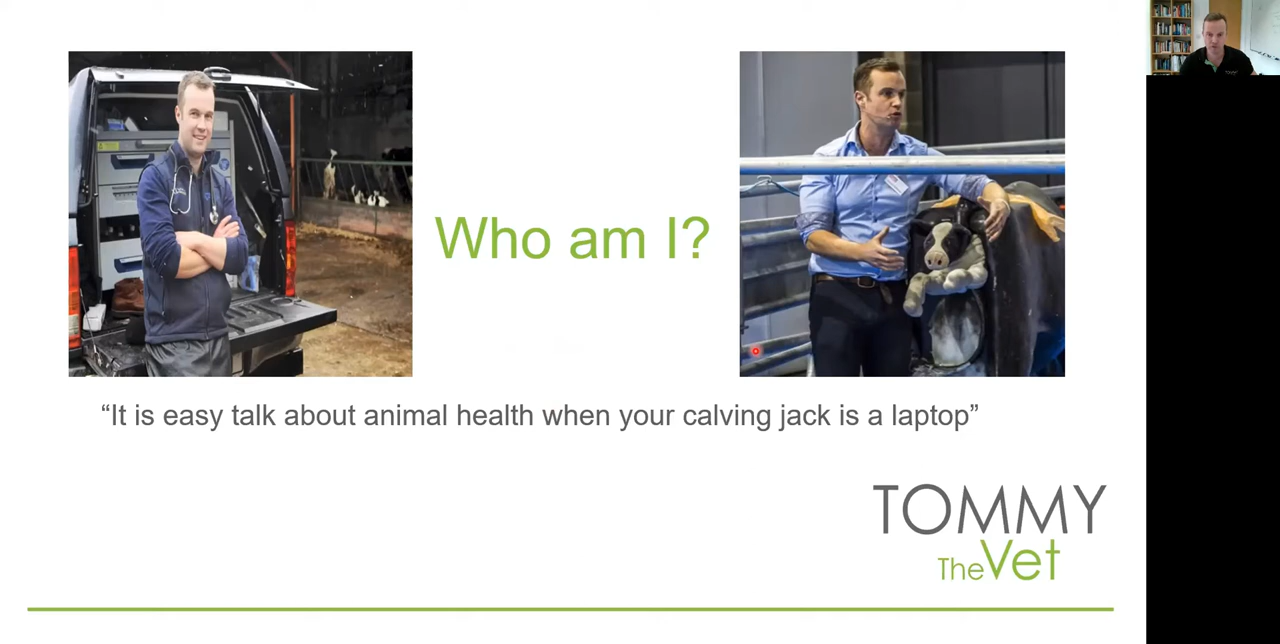 Who am I?
“It is easy talk about animal health when your calving jack is a laptop”
TOMMY
TheVet